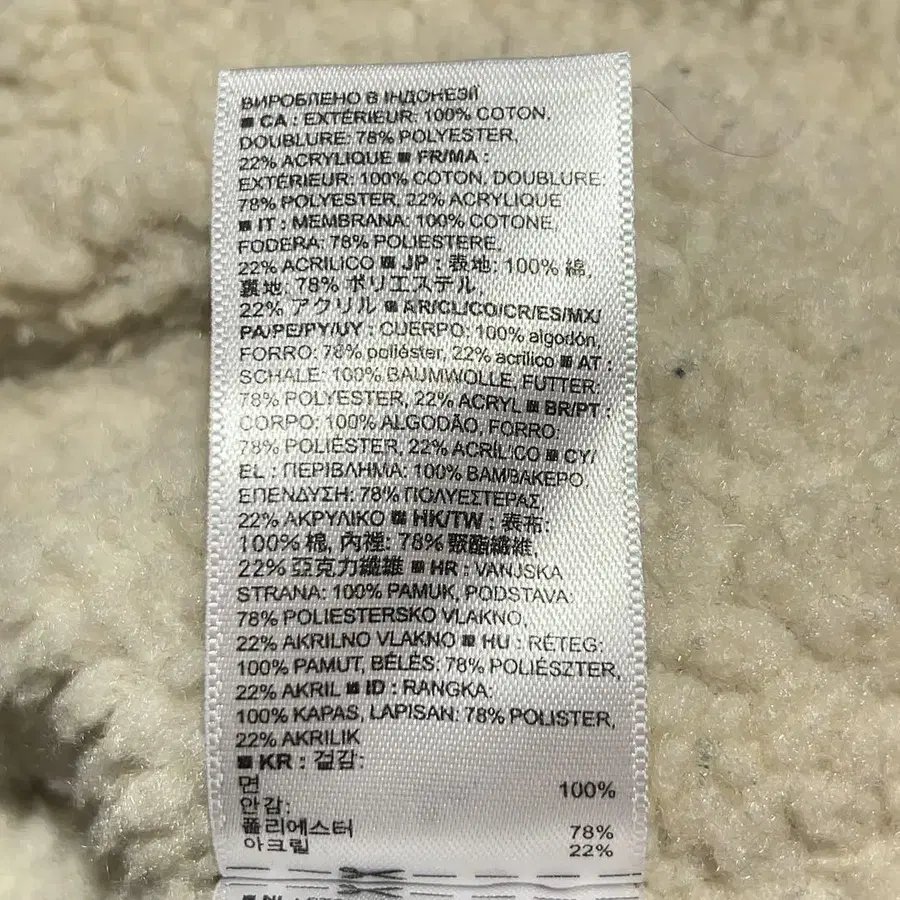 ВИРОБЛЕНО В ІНДОНЕЗІЇ
■ CA : EXTÉRIEUR: 100% COTON,
DOUBLURE: 78% POLYESTER,
22% ACRYLIQUE ■ FR/MA :
EXTÉRIEUR: 100% COTON, DOUBLURE:
78% POLYESTER, 22% ACRYLIQUE
■ IT : MEMBRANA: 100% COTONE,
FODERA: 78% POLIESTERE,
22% ACRILICO ■ JP : 表地: 100% 綿,
裏地: 78% ポリエステル,
22% アクリル ■ AR/CL/CO/CR/ES/MX/
PA/PE/PY/UY : CUERPO: 100% algodón,
FORRO: 78% poliéster, 22% acrílico ■ AT :
SCHALE: 100% BAUMWOLLE, FUTTER:
78% POLYESTER, 22% ACRYL ■ BR/PT :
CORPO: 100% ALGODÃO, FORRO:
78% POLIÉSTER, 22% ACRÍLICO ■ CY/
EL : ΠΕΡΙΒΛΗΜΑ: 100% ΒΑΜΒΑΚΕΡΟ,
ΕΠΕΝΔΥΣΗ: 78% ΠΟΛΥΕΣΤΕΡΑΣ,
22% ΑΚΡΥΛΙΚΟ ■ HK/TW : 表布:
100% 棉, 內裡: 78% 聚酯纖維,
22% 亞克力纖維 ■ HR : VANJSKA
STRANA: 100% PAMUK, PODSTAVA:
78% POLIESTERSKO VLAKNO,
22% AKRILNO VLAKNO ■ HU : RÉTEG:
100% PAMUT, BÉLÉS: 78% POLIÉSZTER,
22% AKRIL ■ ID : RANGKA:
100% KAPAS, LAPISAN: 78% POLISTER,
22% AKRILIK
■ KR : 겉감:
면 100%
안감:
폴리에스터 78%
아크릴 22%